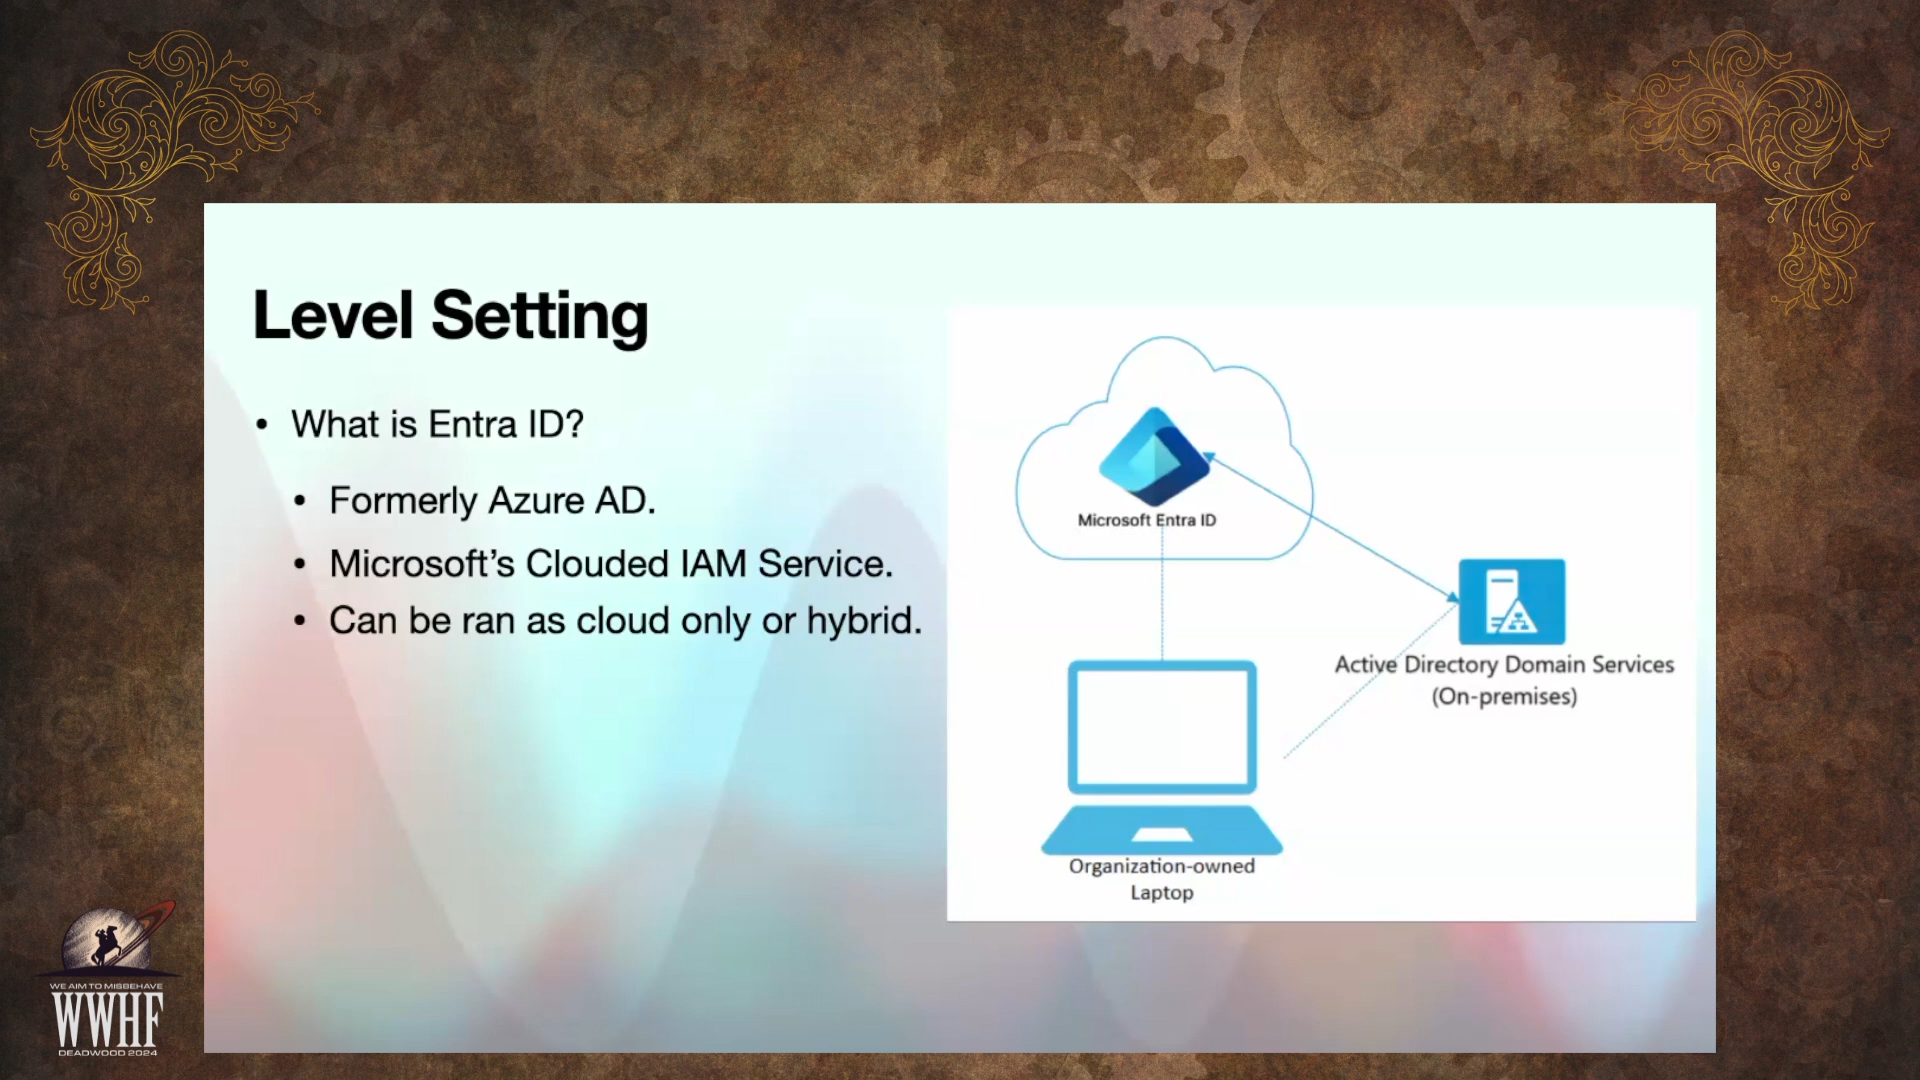 Level Setting
• What is Entra ID?
• Formerly Azure AD.
• Microsoft's Clouded IAM Service.
• Can be ran as cloud only or hybrid.
Microsoft Entra ID
Active Directory Domain Services
(On-premises)
Organization-owned
Laptop
WE AIM TO MISBEHAVE
WWHF
DEADWOOD 2024